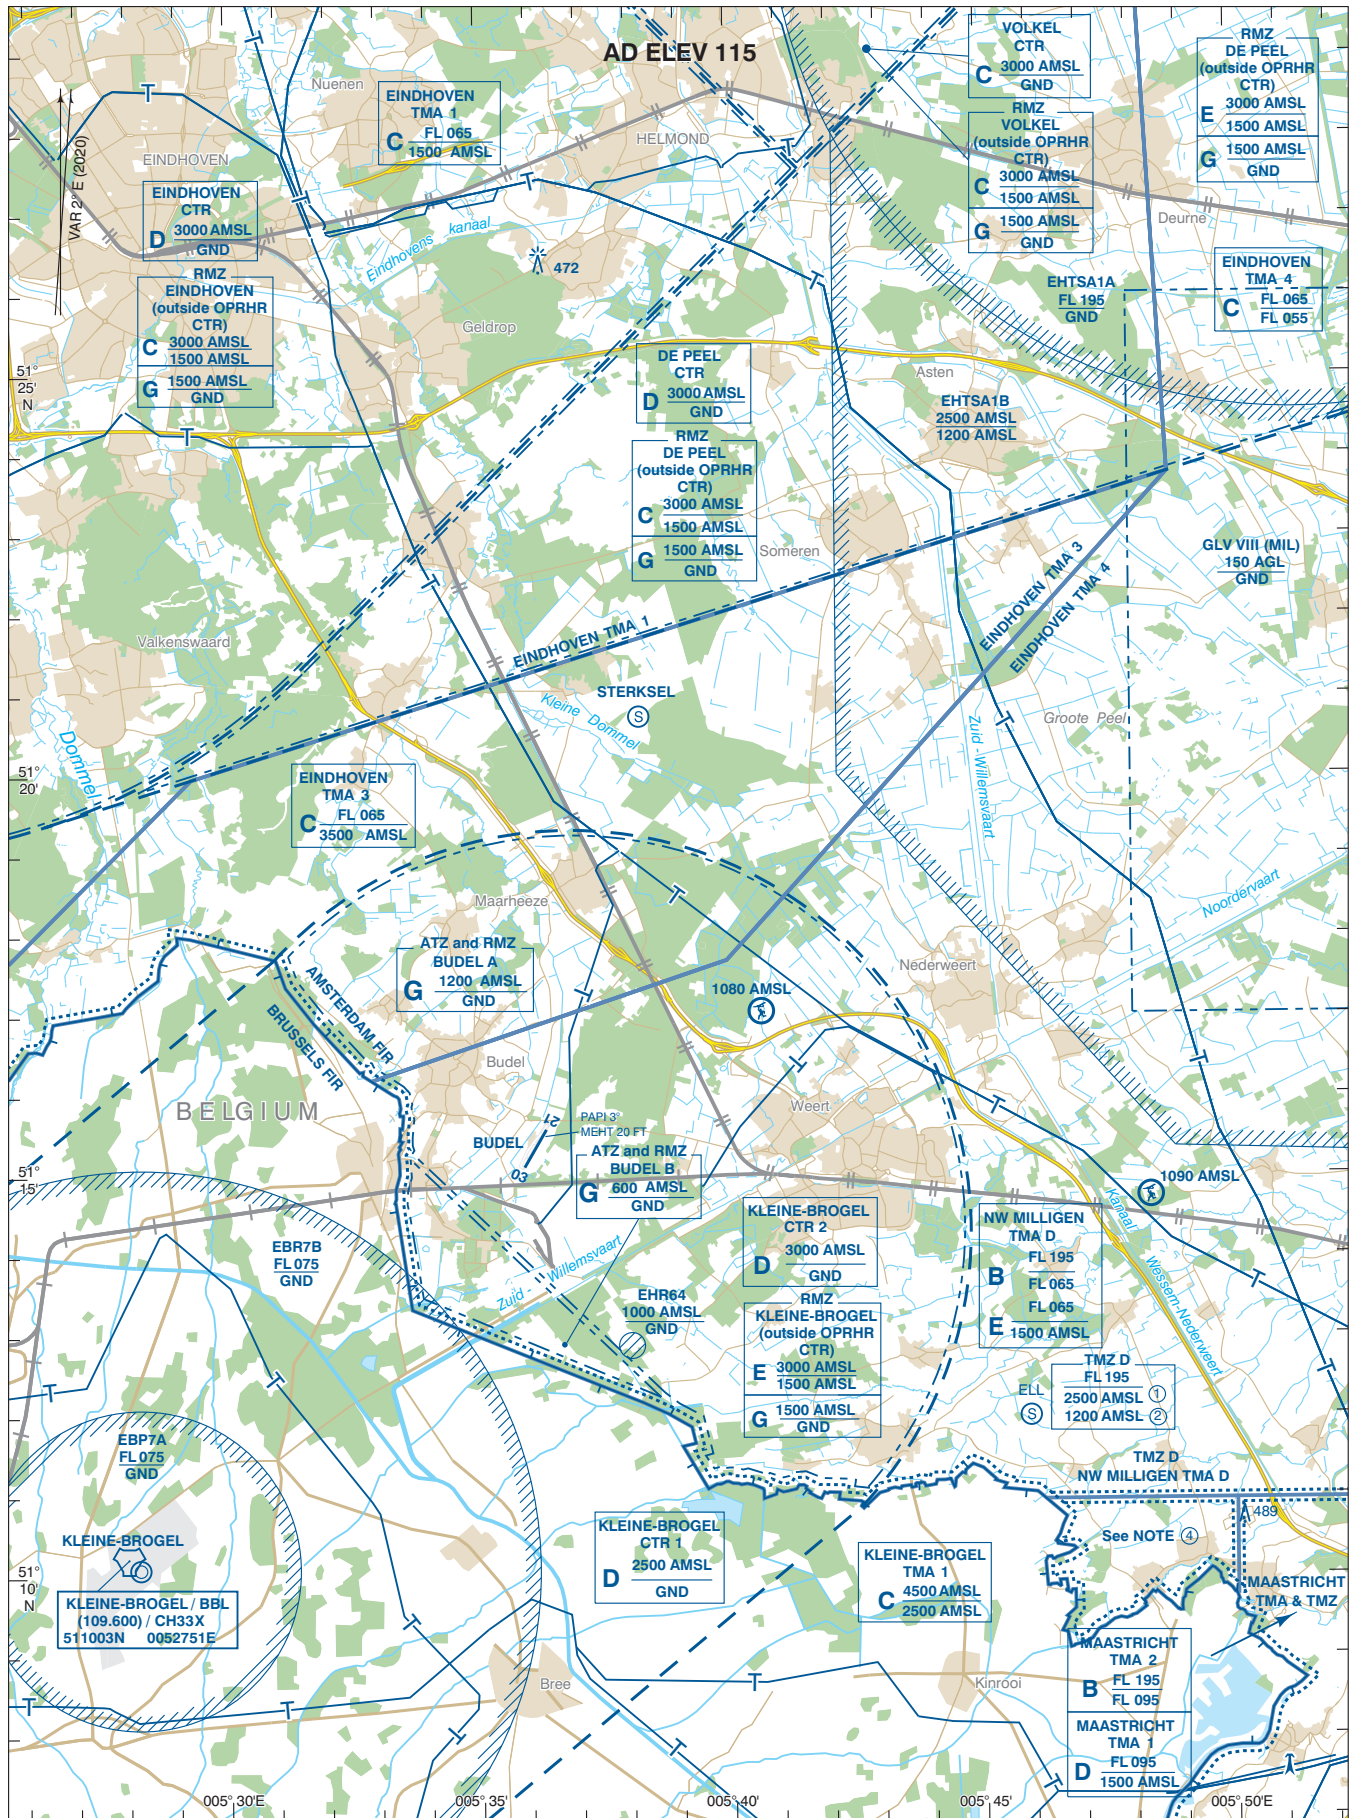 AD ELEV 115
VOLKEL
CTR
C 3000 AMSL
GND
RMZ
DE PEEL
(outside OPRHR
CTR)
E 3000 AMSL
1500 AMSL
G 1500 AMSL
GND
Nuenen
EINDHOVEN
TMA 1
C FL 065
1500 AMSL
HELMOND
RMZ
VOLKEL
(outside OPRHR
CTR)
C 3000 AMSL
1500 AMSL
G 1500 AMSL
GND
VAR 2° E (2020)
EINDHOVEN
EINDHOVEN
CTR
D 3000 AMSL
GND
Deurne
Eindhovens kanaal
472
RMZ
EINDHOVEN
(outside OPRHR
CTR)
C 3000 AMSL
1500 AMSL
G 1500 AMSL
GND
EHTSA1A
FL 195
GND
EINDHOVEN
TMA 4
C FL 065
FL 055
Geldrop
51°
25'
N
DE PEEL
CTR
D 3000 AMSL
GND
Asten
EHTSA1B
2500 AMSL
1200 AMSL
RMZ
DE PEEL
(outside OPRHR
CTR)
C 3000 AMSL
1500 AMSL
G 1500 AMSL
GND
Someren
GLV VIII (MIL)
150 AGL
GND
EINDHOVEN TMA 3
EINDHOVEN TMA 4
Valkenswaard
EINDHOVEN TMA 1
STERKSEL
S
Kleine Dommel
Groote Peel
Zuid - Willemsvaart
Dommel
51°
20'
EINDHOVEN
TMA 3
C FL 065
3500 AMSL
Maarheeze
Noordervaart
ATZ and RMZ
BUDEL A
G 1200 AMSL
GND
Nederweert
1080 AMSL
AMSTERDAM FIR
BRUSSELS FIR
Budel
BELGIUM
Weert
PAPI 3°
MEHT 20 FT
21
BUDEL
03
ATZ and RMZ
BUDEL B
G 600 AMSL
GND
51°
15'
1090 AMSL
Kanaal Wessem-Nederweert
KLEINE-BROGEL
CTR 2
D 3000 AMSL
GND
NW MILLIGEN
TMA D
B FL 195
FL 065
E FL 065
1500 AMSL
EBR7B
FL 075
GND
Zuid - Willemsvaart
EHR64
1000 AMSL
GND
RMZ
KLEINE-BROGEL
(outside OPRHR
CTR)
E 3000 AMSL
1500 AMSL
G 1500 AMSL
GND
TMZ D
FL 195
2500 AMSL 1
1200 AMSL 2
ELL
S
EBP7A
FL 075
GND
TMZ D
NW MILLIGEN TMA D
489
See NOTE 4
KLEINE-BROGEL
KLEINE-BROGEL
CTR 1
D 2500 AMSL
GND
KLEINE-BROGEL
TMA 1
C 4500 AMSL
2500 AMSL
51°
10'
N
MAASTRICHT
TMA & TMZ
KLEINE-BROGEL / BBL
(109.600) / CH33X
511003N 0052751E
MAASTRICHT
TMA 2
B FL 195
FL 095
Bree
Kinrooi
MAASTRICHT
TMA 1
D FL 095
1500 AMSL
005° 30'E
005° 35'
005° 40'
005° 45'
005° 50'E